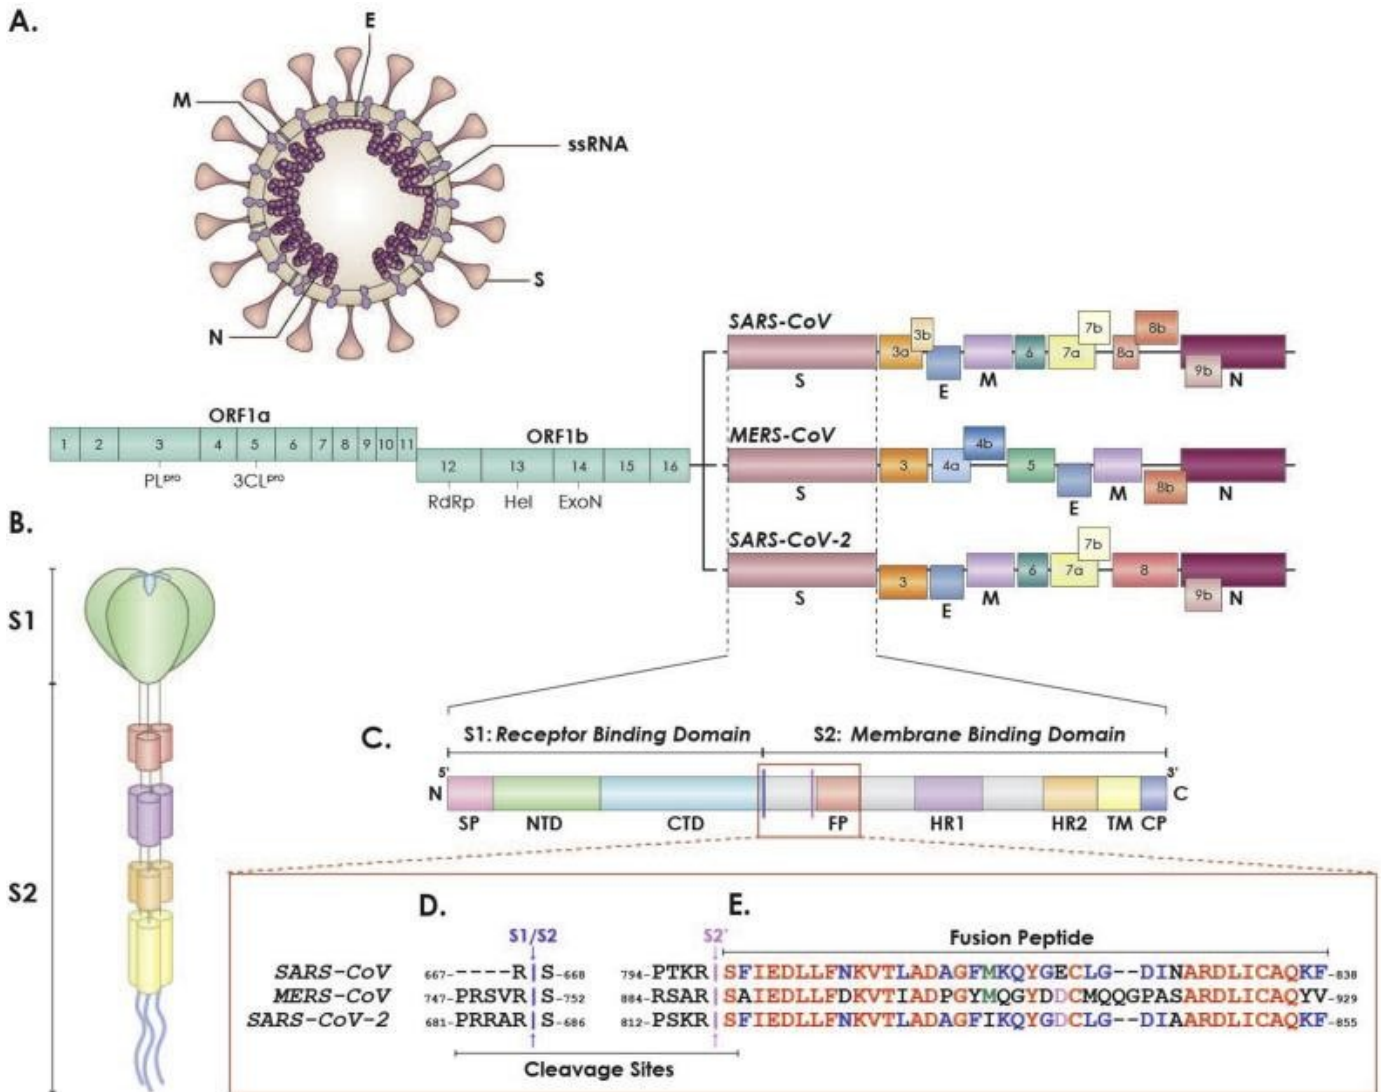 A.
E
M
ssRNA
S
N
SARS-CoV
3a 3b 6 7a 7b 8a 8b 9b
S E M N
ORF1a
1 2 3 4 5 6 7 8 9 10 11
PLpro 3CLpro
ORF1b
12 13 14 15 16
RdRp Hel ExoN
MERS-CoV
3 4a 4b 5 8b
S E M N
SARS-CoV-2
3 6 7a 7b 8 9b
S E M N
B.
S1
S2
C.
S1: Receptor Binding Domain S2: Membrane Binding Domain
5' 3'
N C
SP NTD CTD FP HR1 HR2 TM CP
D. E.
S1/S2 S2' Fusion Peptide
SARS-CoV 667-----R|S-668 794-PTKR|SFIEDLLFNKVTLADAGFMKQYGECLG--DINARDLICAQKF-838
MERS-CoV 747-PRSVR|S-752 884-RSAR|SAIEDLLFDKVTIADPGYMQGYDDCMQQGPASARDLICAQYV-929
SARS-CoV-2 681-PRRAR|S-686 812-PSKR|SFIEDLLFNKVTLADAGFIKQYGDCLG--DIAARDLICAQKF-855
Cleavage Sites